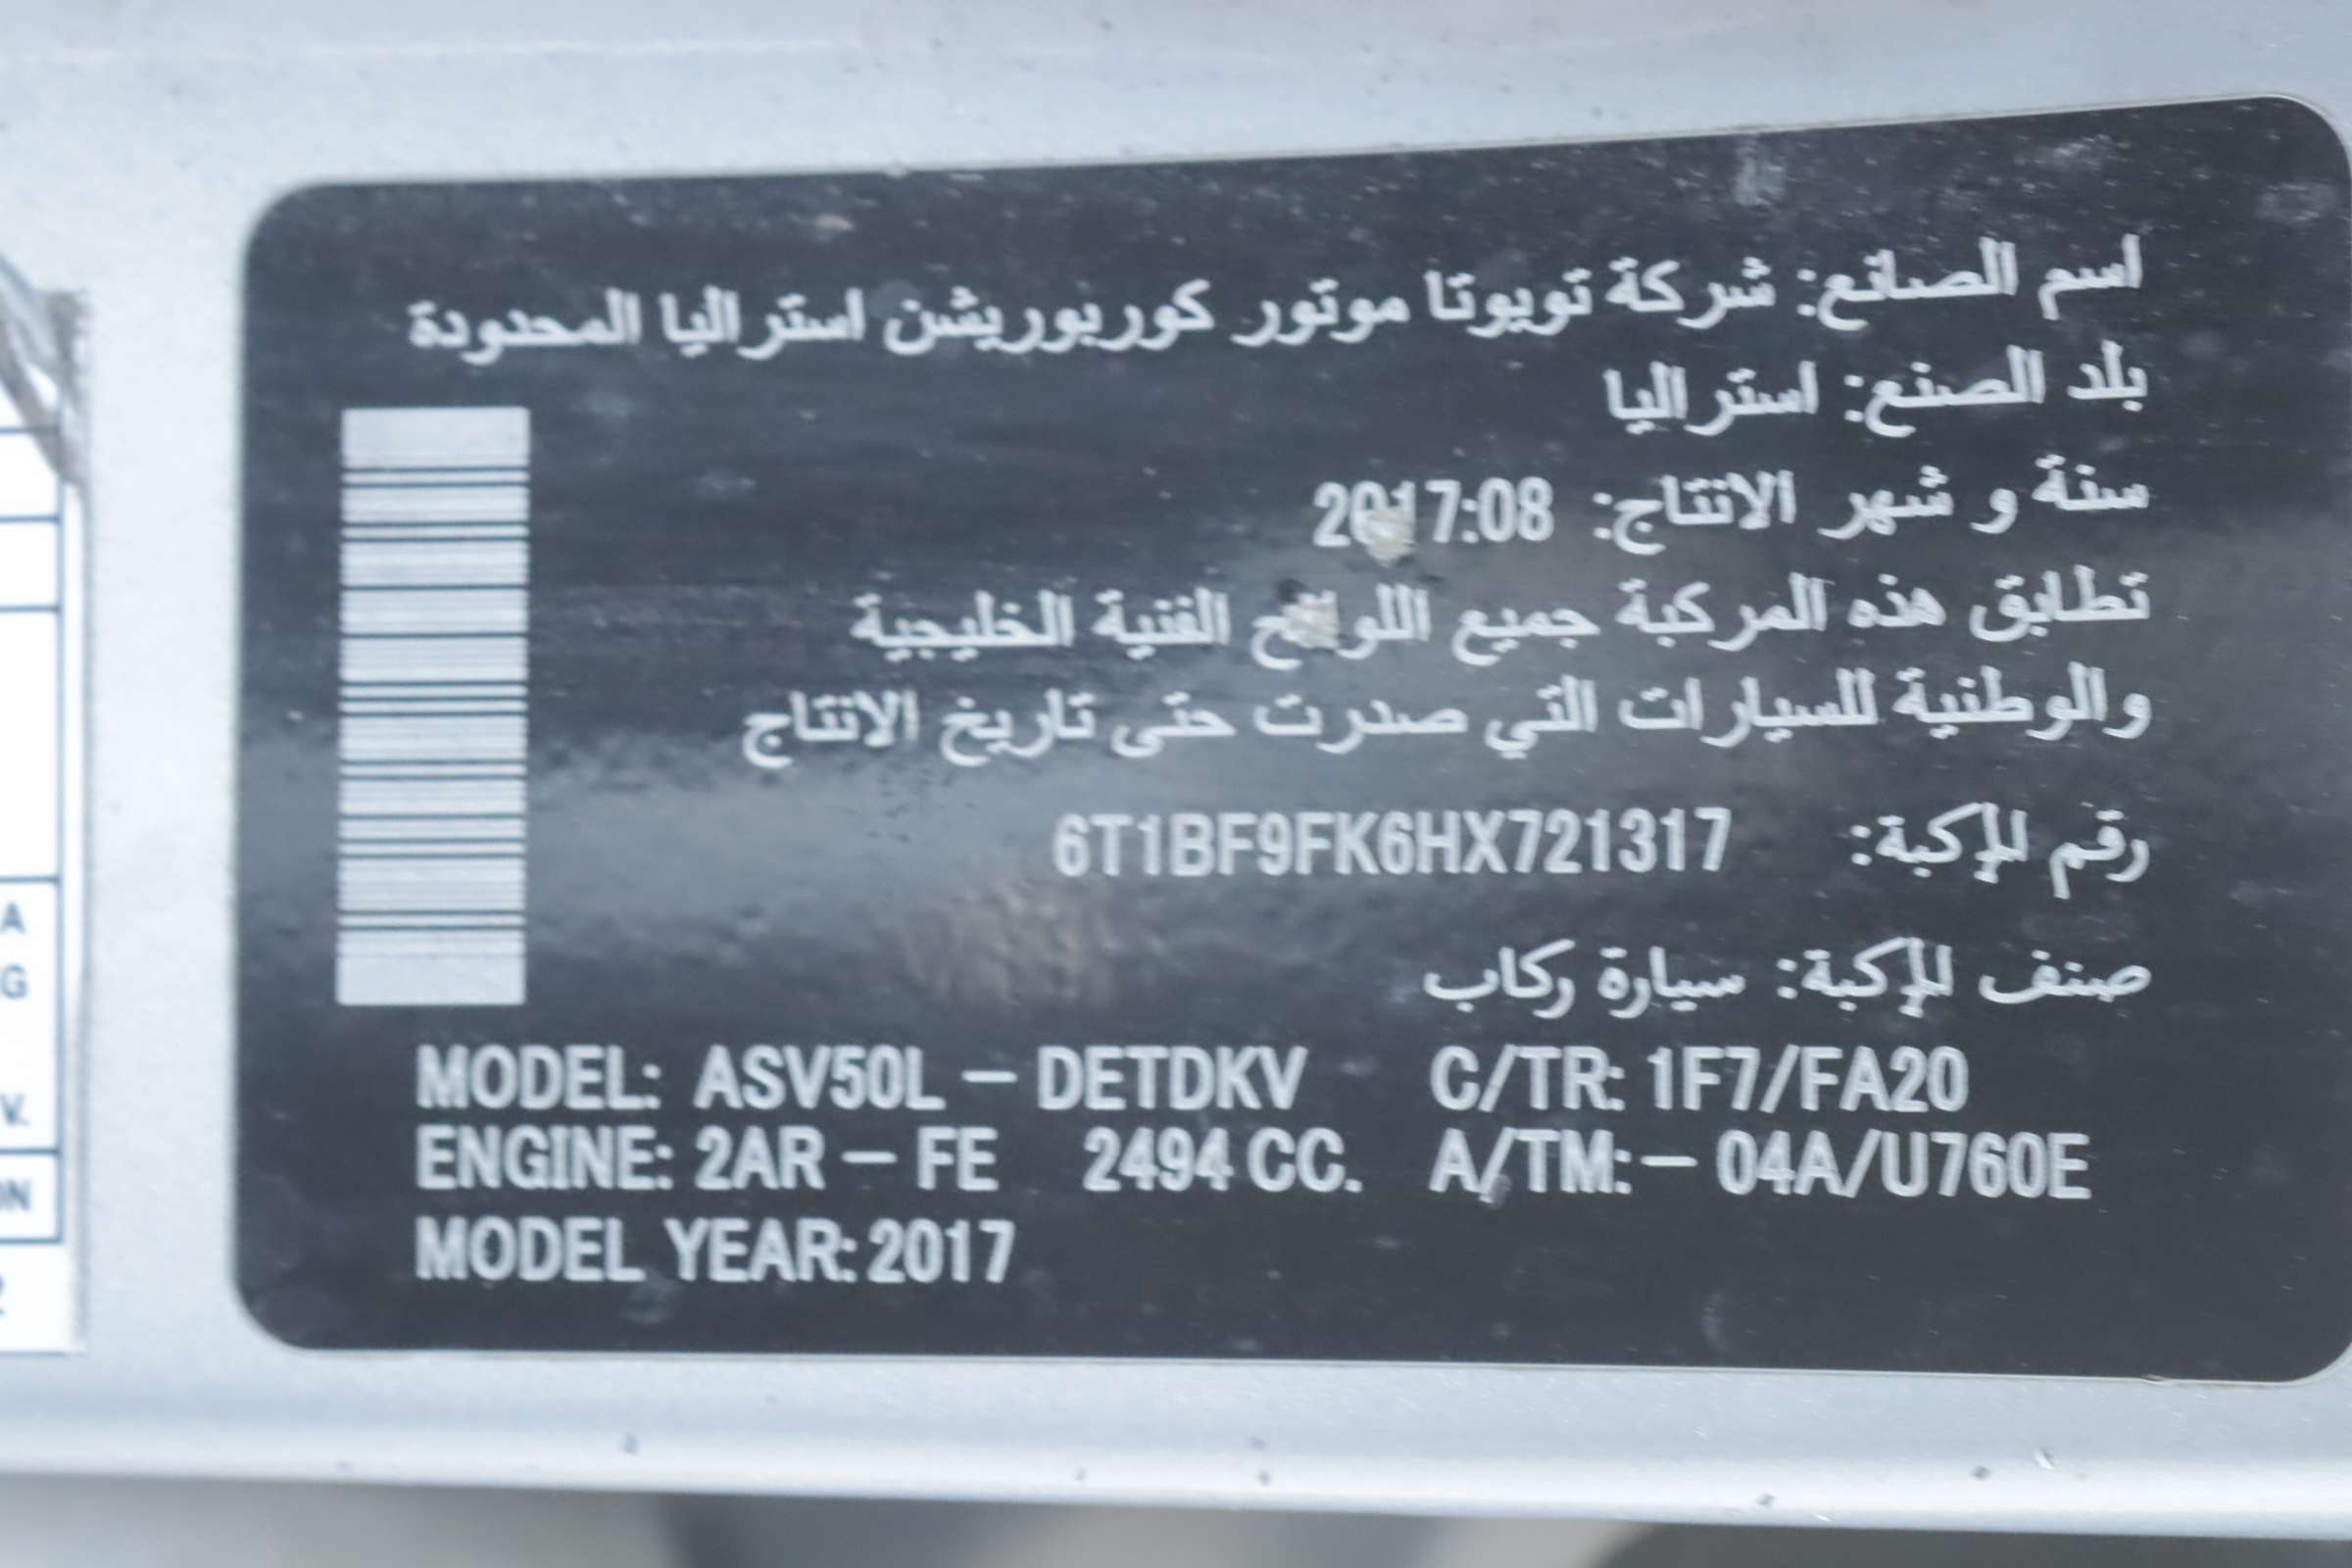 اسم الصانع: شركة تويوتا موتور كوربوريشن استراليا المحدودة
بلد الصنع: استراليا
سنة و شهر الانتاج: 2017:08
تطابق هذه المركبة جميع اللوائح الفنية الخليجية
والوطنية للسيارات التي صدرت حتى تاريخ الانتاج
رقم المركبة: 6T1BF9FK6HX721317
صنف المركبة: سيارة ركاب
MODEL: ASV50L – DETDKV C/TR: 1F7/FA20
ENGINE: 2AR – FE 2494 CC. A/TM:– 04A/U760E
MODEL YEAR: 2017
A
G
V.